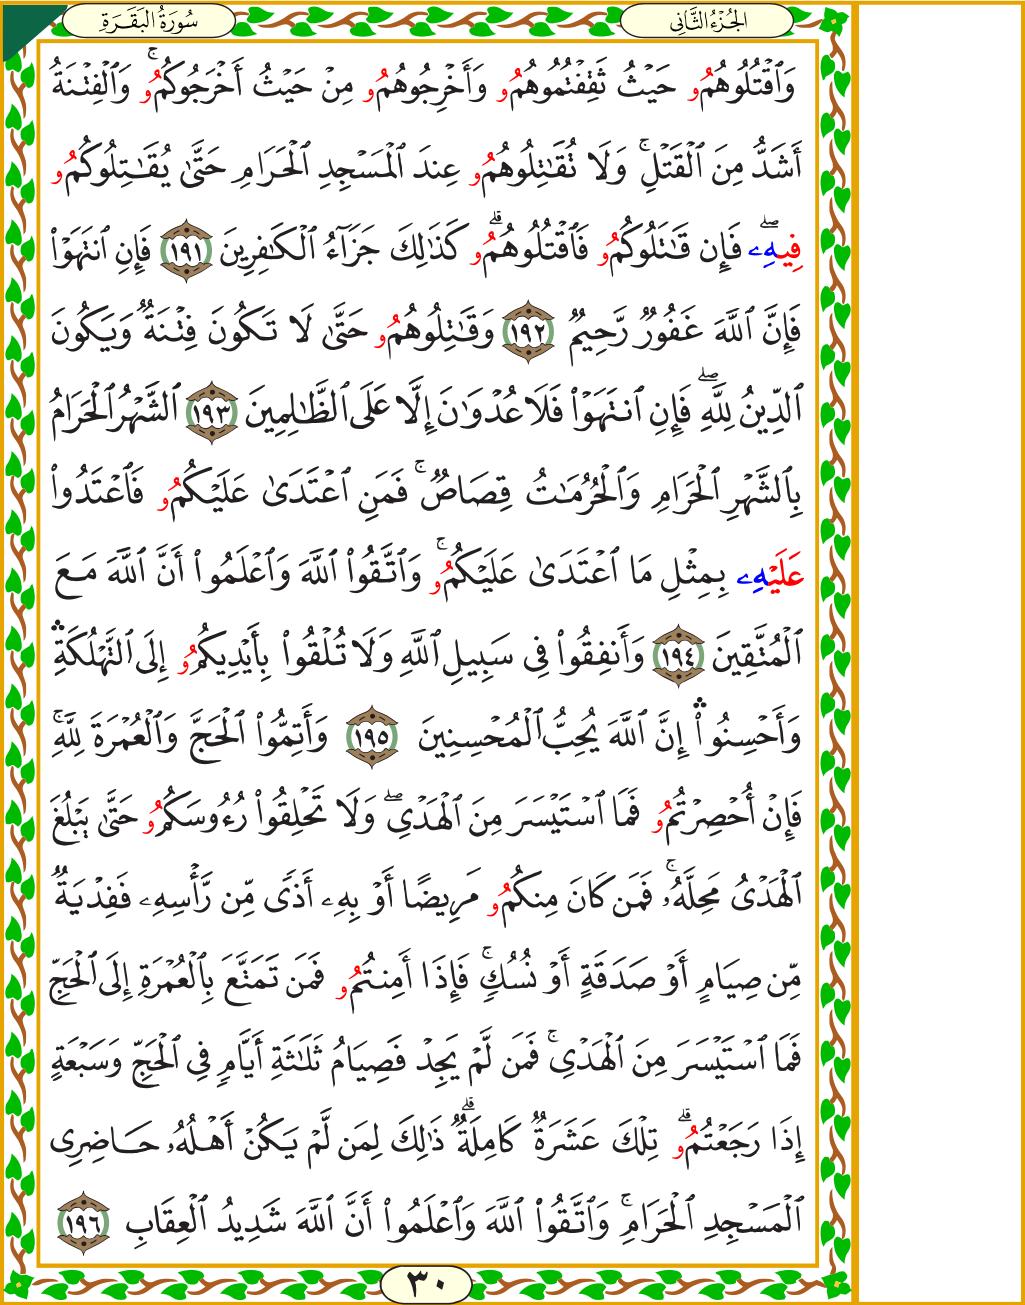 الجُزْءُ الثَّانِي
سُورَةُ البَقَرَةِ
وَٱقْتُلُوهُمُو حَيْثُ ثَقِفْتُمُوهُمُو وَأَخْرِجُوهُمُو مِنْ حَيْثُ أَخْرَجُوكُمُوۚ وَٱلْفِتْنَةُ
أَشَدُّ مِنَ ٱلْقَتْلِۚ وَلَا تُقَٰتِلُوهُمُو عِندَ ٱلْمَسْجِدِ ٱلْحَرَامِ حَتَّىٰ يُقَٰتِلُوكُمُو
فِيهِۦۖ فَإِن قَٰتَلُوكُمُو فَٱقْتُلُوهُمُوۗ كَذَٰلِكَ جَزَآءُ ٱلْكَٰفِرِينَ ١٩١ فَإِنِ ٱنتَهَوْا۟
فَإِنَّ ٱللَّهَ غَفُورٌ رَّحِيمٌ ١٩٢ وَقَٰتِلُوهُمُو حَتَّىٰ لَا تَكُونَ فِتْنَةٌ وَيَكُونَ
ٱلدِّينُ لِلَّهِۖ فَإِنِ ٱنتَهَوْا۟ فَلَا عُدْوَٰنَ إِلَّا عَلَى ٱلظَّٰلِمِينَ ١٩٣ ٱلشَّهْرُ ٱلْحَرَامُ
بِٱلشَّهْرِ ٱلْحَرَامِ وَٱلْحُرُمَٰتُ قِصَاصٌۚ فَمَنِ ٱعْتَدَىٰ عَلَيْكُمُو فَٱعْتَدُوا۟
عَلَيْهِۦ بِمِثْلِ مَا ٱعْتَدَىٰ عَلَيْكُمُوۚ وَٱتَّقُوا۟ ٱللَّهَ وَٱعْلَمُوا۟ أَنَّ ٱللَّهَ مَعَ
ٱلْمُتَّقِينَ ١٩٤ وَأَنفِقُوا۟ فِى سَبِيلِ ٱللَّهِ وَلَا تُلْقُوا۟ بِأَيْدِيكُمُو إِلَى ٱلتَّهْلُكَةِۛ
وَأَحْسِنُوٓا۟ۛ إِنَّ ٱللَّهَ يُحِبُّ ٱلْمُحْسِنِينَ ١٩٥ وَأَتِمُّوا۟ ٱلْحَجَّ وَٱلْعُمْرَةَ لِلَّهِۚ
فَإِنْ أُحْصِرْتُمُو فَمَا ٱسْتَيْسَرَ مِنَ ٱلْهَدْىِۖ وَلَا تَحْلِقُوا۟ رُءُوسَكُمُو حَتَّىٰ يَبْلُغَ
ٱلْهَدْىُ مَحِلَّهُۥۚ فَمَن كَانَ مِنكُمُو مَرِيضًا أَوْ بِهِۦ أَذًى مِّن رَّأْسِهِۦ فَفِدْيَةٌ
مِّن صِيَامٍ أَوْ صَدَقَةٍ أَوْ نُسُكٍۚ فَإِذَا أَمِنتُمُو فَمَن تَمَتَّعَ بِٱلْعُمْرَةِ إِلَى ٱلْحَجِّ
فَمَا ٱسْتَيْسَرَ مِنَ ٱلْهَدْىِۚ فَمَن لَّمْ يَجِدْ فَصِيَامُ ثَلَٰثَةِ أَيَّامٍ فِى ٱلْحَجِّ وَسَبْعَةٍ
إِذَا رَجَعْتُمُوۗ تِلْكَ عَشَرَةٌ كَامِلَةٌۗ ذَٰلِكَ لِمَن لَّمْ يَكُنْ أَهْلُهُۥ حَاضِرِى
ٱلْمَسْجِدِ ٱلْحَرَامِۚ وَٱتَّقُوا۟ ٱللَّهَ وَٱعْلَمُوا۟ أَنَّ ٱللَّهَ شَدِيدُ ٱلْعِقَابِ ١٩٦
٣٠